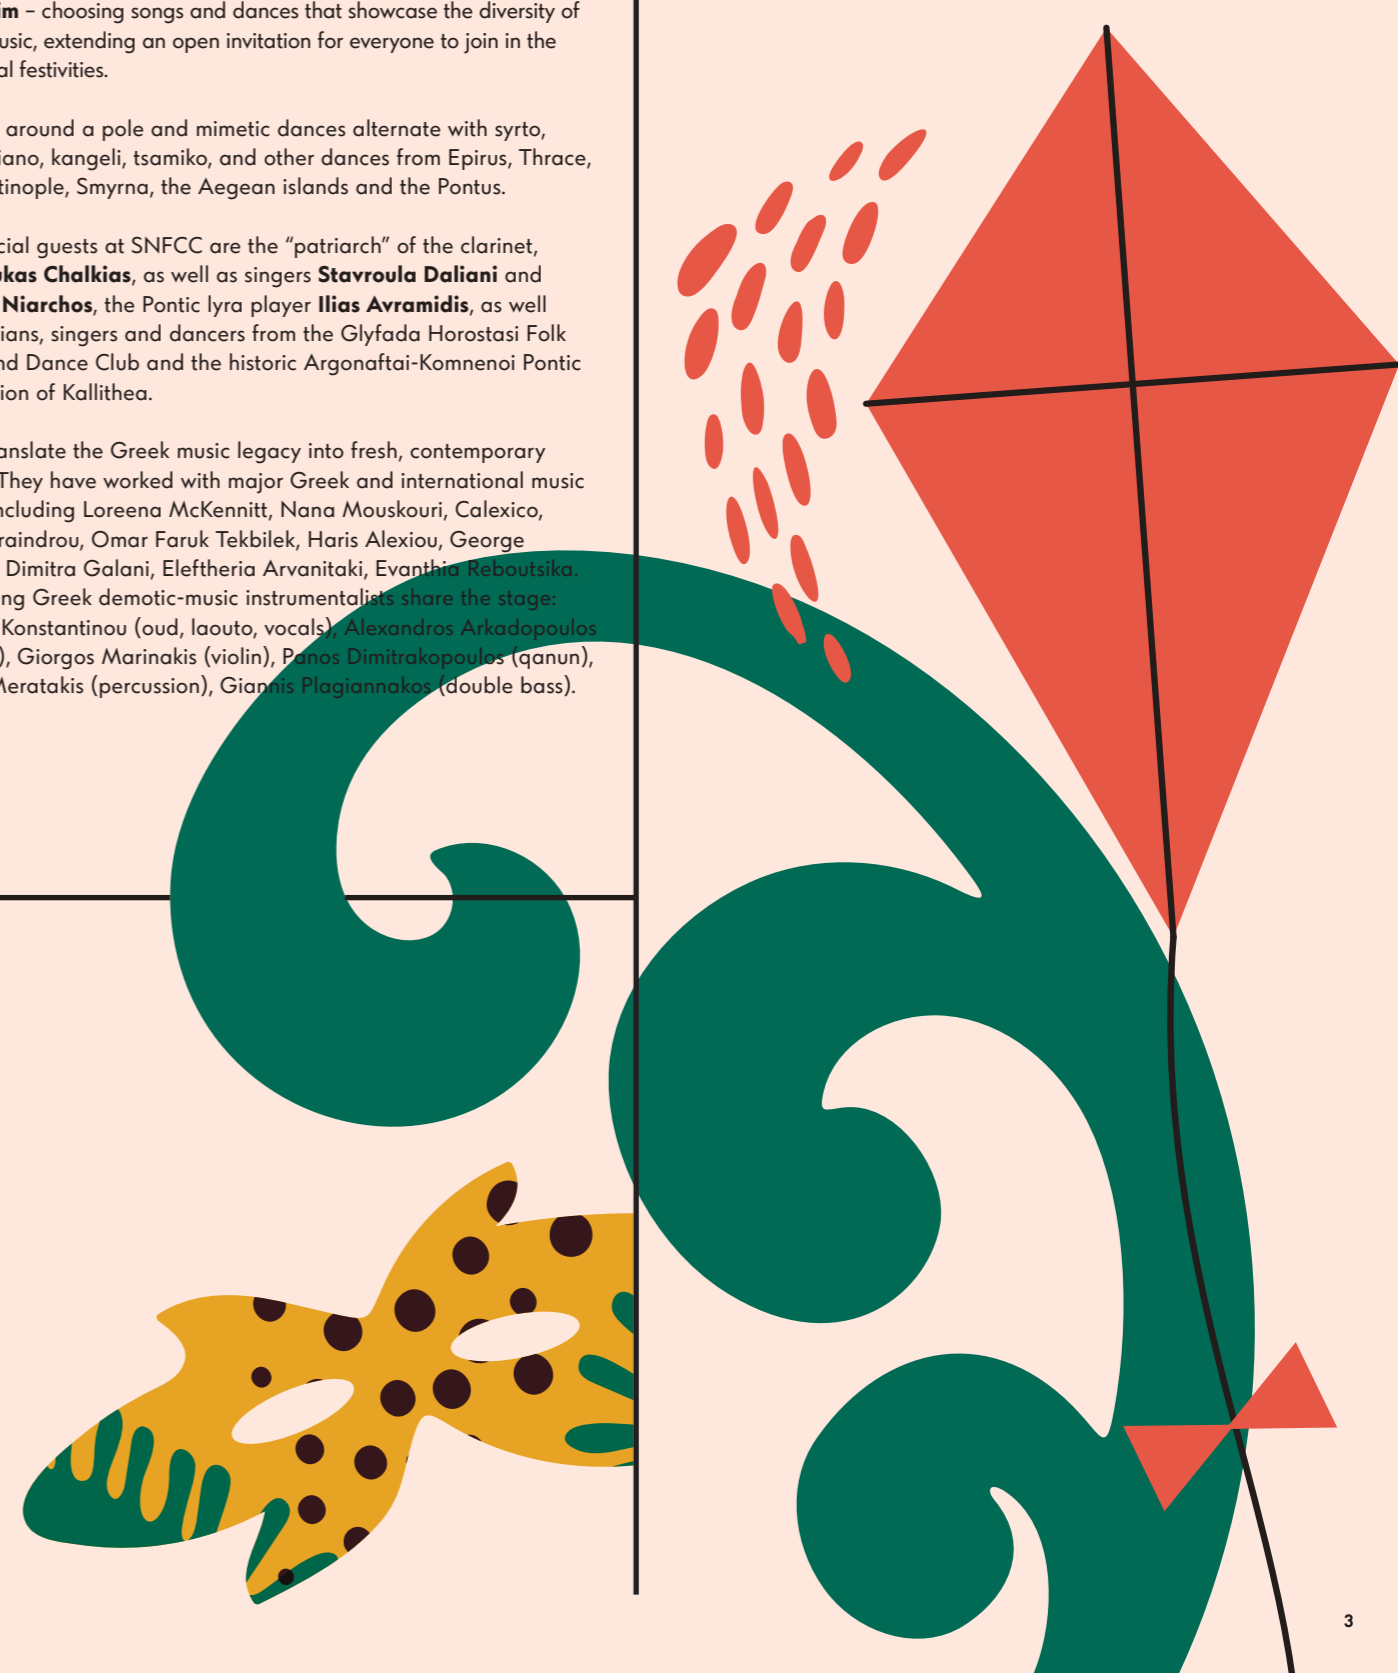 im – choosing songs and dances that showcase the diversity of
usic, extending an open invitation for everyone to join in the
al festivities.
around a pole and mimetic dances alternate with syrto,
iano, kangeli, tsamiko, and other dances from Epirus, Thrace,
tinople, Smyrna, the Aegean islands and the Pontus.
cial guests at SNFCC are the “patriarch” of the clarinet,
ukas Chalkias, as well as singers Stavroula Daliani and
Niarchos, the Pontic lyra player Ilias Avramidis, as well
ians, singers and dancers from the Glyfada Horostasi Folk
nd Dance Club and the historic Argonaftai-Komnenoi Pontic
ion of Kallithea.
anslate the Greek music legacy into fresh, contemporary
They have worked with major Greek and international music
ncluding Loreena McKennitt, Nana Mouskouri, Calexico,
raindrou, Omar Faruk Tekbilek, Haris Alexiou, George
Dimitra Galani, Eleftheria Arvanitaki, Evanthia Reboutsika.
ng Greek demotic-music instrumentalists share the stage:
Konstantinou (oud, laouto, vocals), Alexandros Arkadopoulos
), Giorgos Marinakis (violin), Panos Dimitrakopoulos (qanun),
Meratakis (percussion), Giannis Plagiannakos (double bass).
3